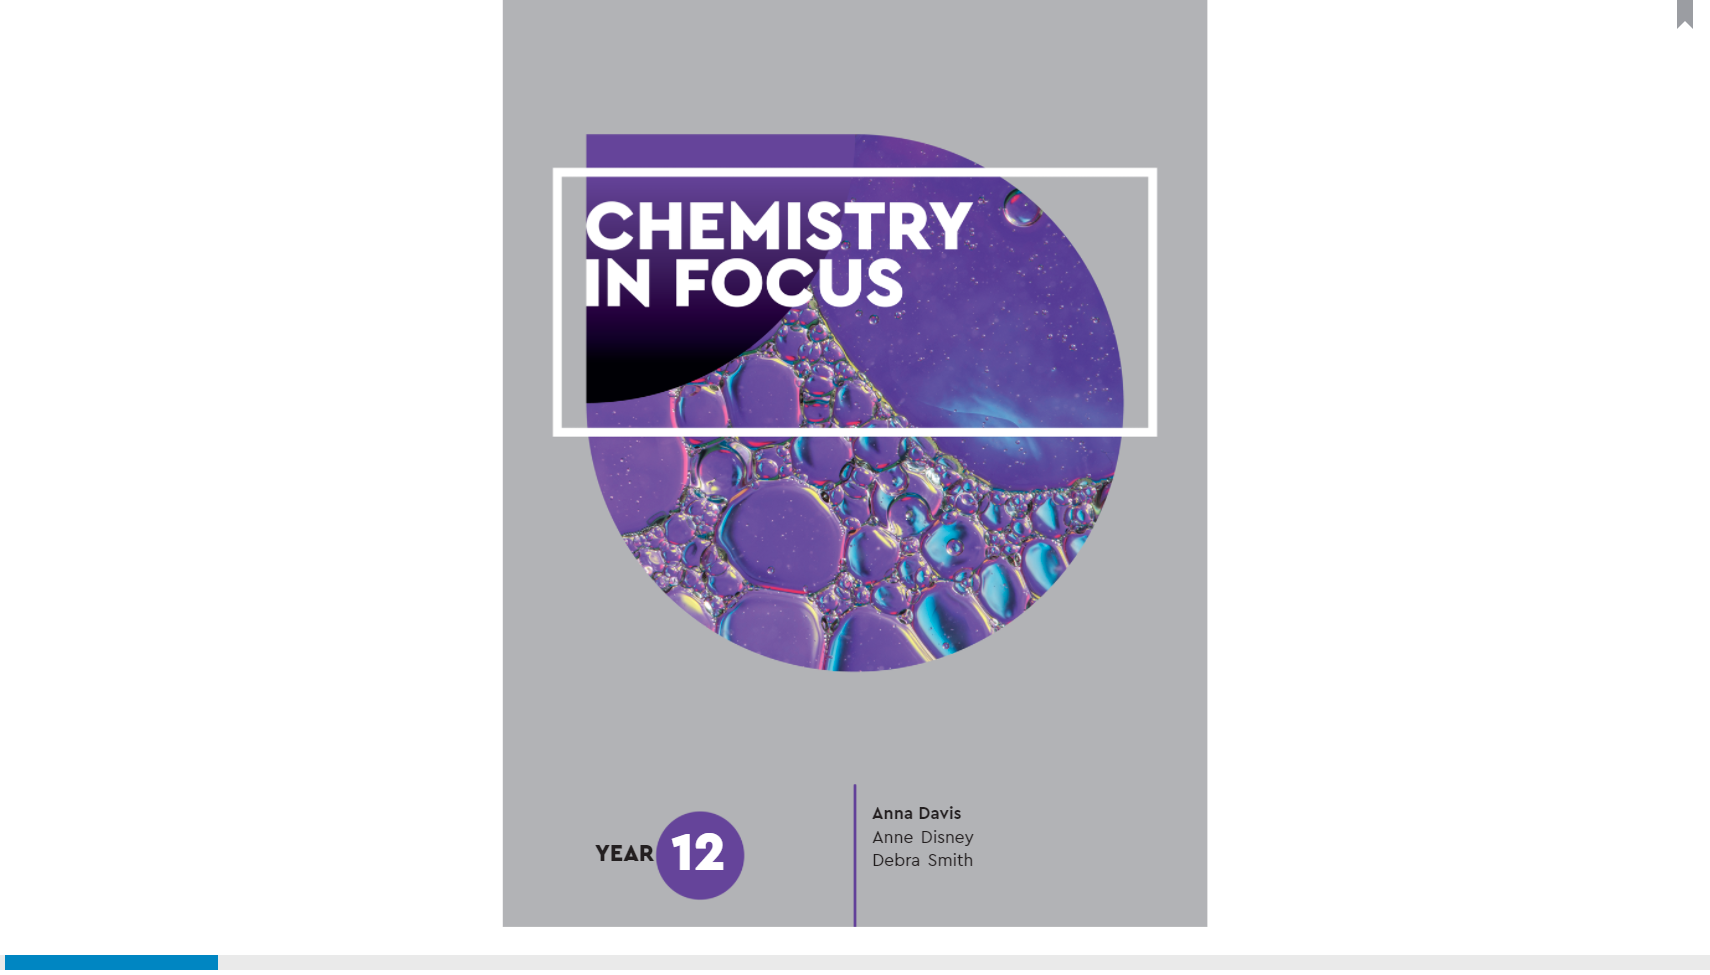 CHEMISTRY
IN FOCUS
YEAR 12
Anna Davis
Anne Disney
Debra Smith